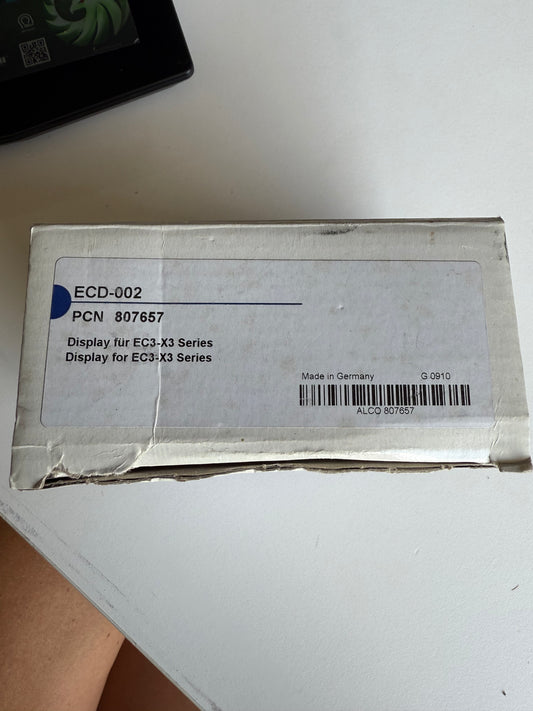 ECD-002
PCN 807657
Display für EC3-X3 Series
Display for EC3-X3 Series
Made in Germany G 0910
ALCO 807657